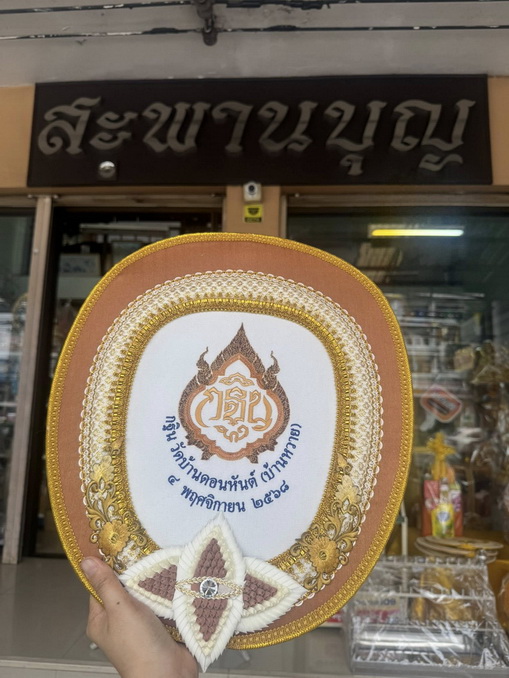 สะพานบุญ
กฐิน
กฐิน วัดบ้านดอนหันต์ (บ้านหวาย)
๔ พฤศจิกายน ๒๕๖๘